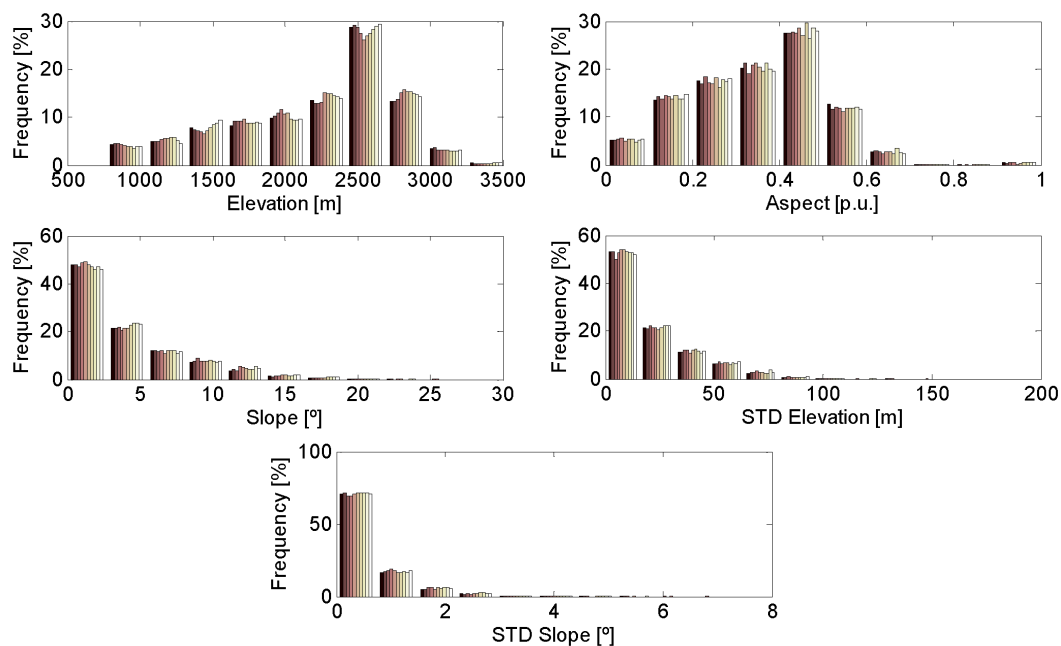 Frequency [%]
30
20
10
0
500 1000 1500 2000 2500 3000 3500
Elevation [m]
Frequency [%]
30
20
10
0
0 0.2 0.4 0.6 0.8 1
Aspect [p.u.]
Frequency [%]
60
40
20
0
0 5 10 15 20 25 30
Slope [º]
Frequency [%]
60
40
20
0
0 50 100 150 200
STD Elevation [m]
Frequency [%]
100
50
0
0 2 4 6 8
STD Slope [º]